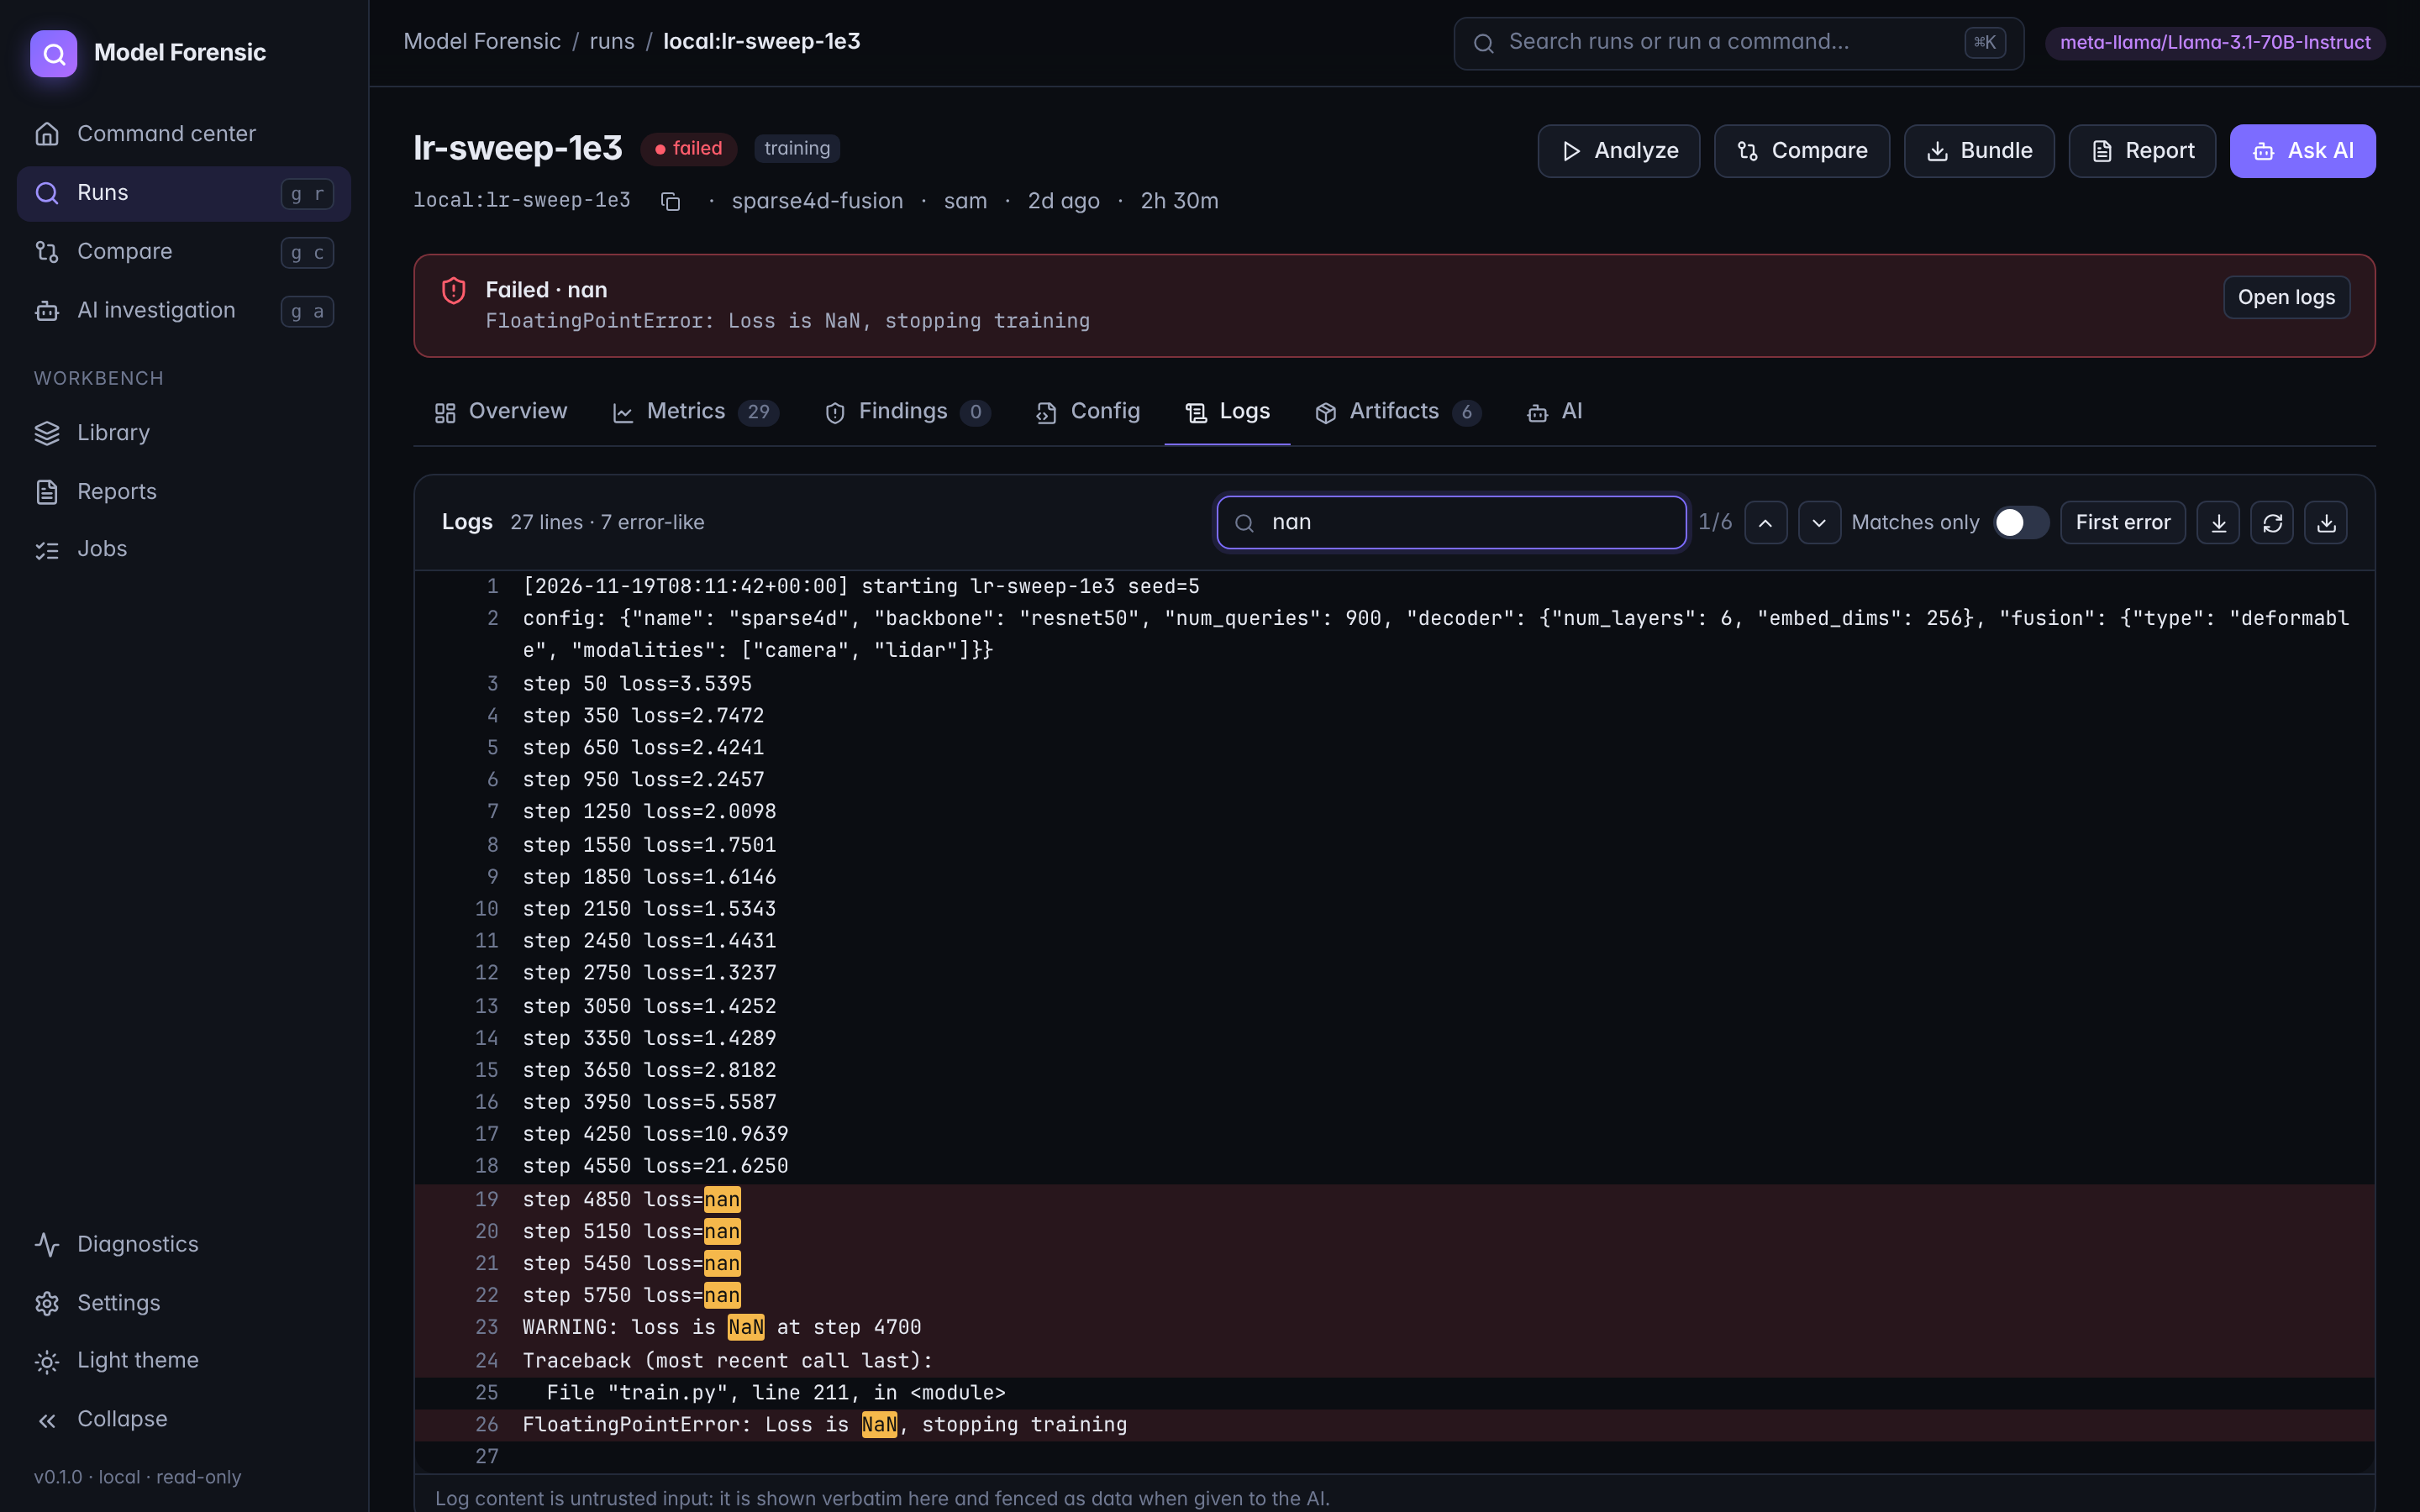 Model Forensic
Command center
Runs g r
Compare g c
AI investigation g a
WORKBENCH
Library
Reports
Jobs
Diagnostics
Settings
Light theme
Collapse
v0.1.0 · local · read-only
Model Forensic / runs / local:lr-sweep-1e3
Search runs or run a command... ⌘K
meta-llama/Llama-3.1-70B-Instruct
lr-sweep-1e3 failed training
Analyze Compare Bundle Report Ask AI
local:lr-sweep-1e3 · sparse4d-fusion · sam · 2d ago · 2h 30m
Failed · nan
FloatingPointError: Loss is NaN, stopping training
Open logs
Overview Metrics 29 Findings 0 Config Logs Artifacts 6 AI
Logs 27 lines · 7 error-like nan 1/6 Matches only First error
1 [2026-11-19T08:11:42+00:00] starting lr-sweep-1e3 seed=5
2 config: {"name": "sparse4d", "backbone": "resnet50", "num_queries": 900, "decoder": {"num_layers": 6, "embed_dims": 256}, "fusion": {"type": "deformabl
e", "modalities": ["camera", "lidar"]}}
3 step 50 loss=3.5395
4 step 350 loss=2.7472
5 step 650 loss=2.4241
6 step 950 loss=2.2457
7 step 1250 loss=2.0098
8 step 1550 loss=1.7501
9 step 1850 loss=1.6146
10 step 2150 loss=1.5343
11 step 2450 loss=1.4431
12 step 2750 loss=1.3237
13 step 3050 loss=1.4252
14 step 3350 loss=1.4289
15 step 3650 loss=2.8182
16 step 3950 loss=5.5587
17 step 4250 loss=10.9639
18 step 4550 loss=21.6250
19 step 4850 loss=nan
20 step 5150 loss=nan
21 step 5450 loss=nan
22 step 5750 loss=nan
23 WARNING: loss is NaN at step 4700
24 Traceback (most recent call last):
25 File "train.py", line 211, in <module>
26 FloatingPointError: Loss is NaN, stopping training
27
Log content is untrusted input: it is shown verbatim here and fenced as data when given to the AI.